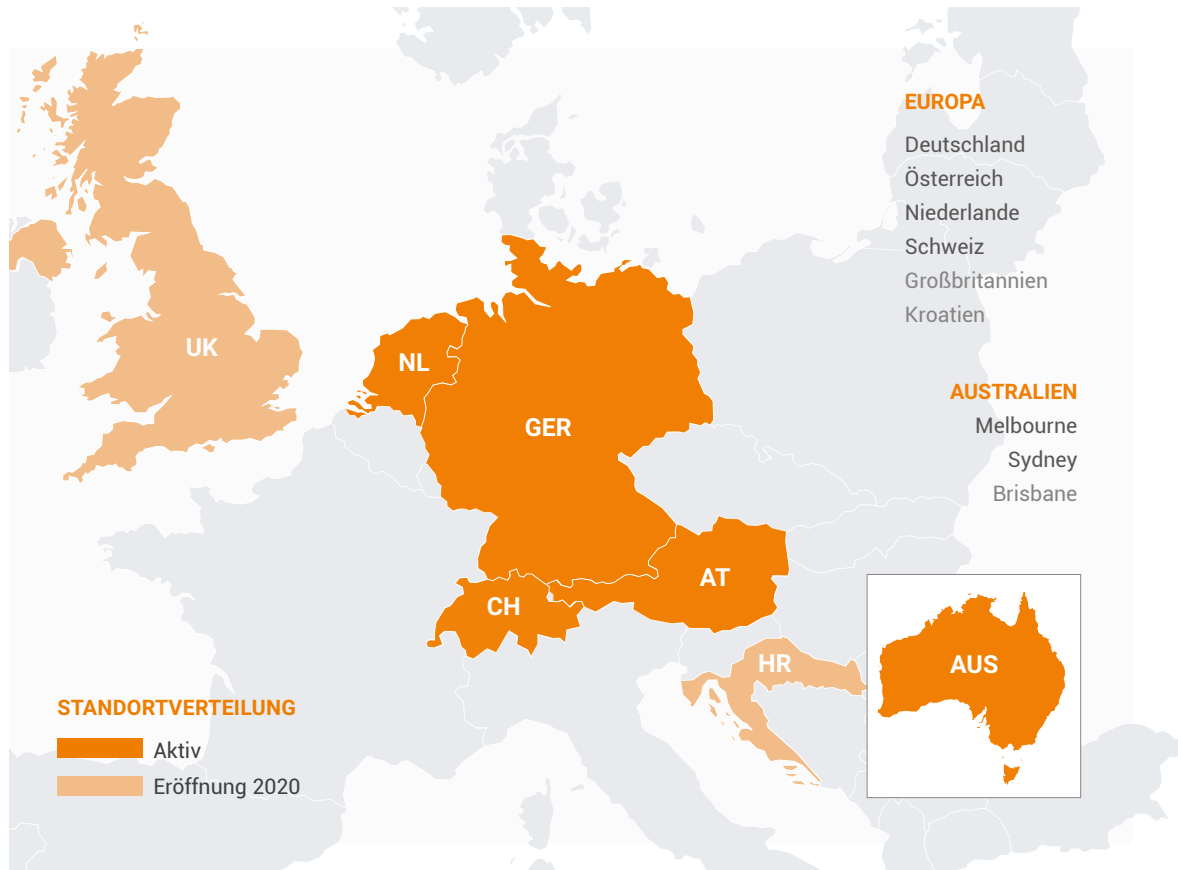 EUROPA
Deutschland
Österreich
Niederlande
Schweiz
Großbritannien
Kroatien
UK
NL
GER
AUSTRALIEN
Melbourne
Sydney
Brisbane
AT
CH
HR
AUS
STANDORTVERTEILUNG
Aktiv
Eröffnung 2020